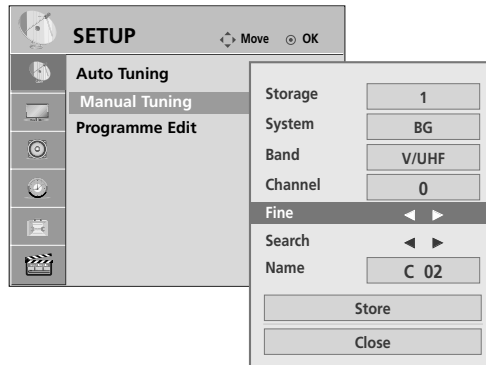 SETUP Move OK
Auto Tuning
Manual Tuning
Programme Edit
Storage 1
System BG
Band V/UHF
Channel 0
Fine ◀ ▶
Search ◀ ▶
Name C 02
Store
Close